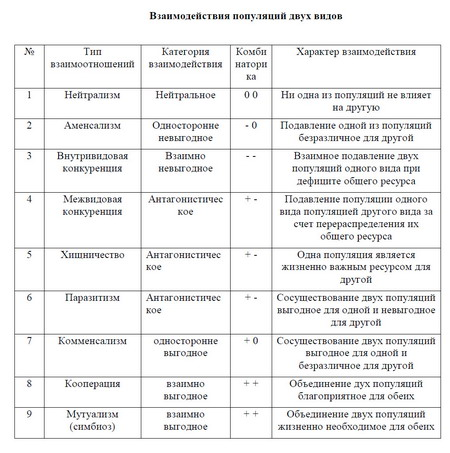 Взаимодействия популяций двух видов
№ Тип взаимоотношений Категория взаимодействия Комбинаторика Характер взаимодействия
1 Нейтрализм Нейтральное 0 0 Ни одна из популяций не влияет
на другую
2 Аменсализм Односторонне - 0 Подавление одной из популяций
невыгодное безразличное для другой
3 Внутривидовая Взаимно - - Взаимное подавление двух
конкуренция невыгодное популяций одного вида при
дефиците общего ресурса
4 Межвидовая Антагонистичес + - Подавление популяции одного
конкуренция кое вида популяцией другого вида за
счет перераспределения их
общего ресурса
5 Хищничество Антагонистичес + - Одна популяция является
кое жизненно важным ресурсом для
другой
6 Паразитизм Антагонистичес + - Сосуществование двух популяций
кое выгодное для одной и невыгодное
для другой
7 Комменсализм односторонне + 0 Сосуществование двух популяций
выгодное выгодное для одной и
безразличное для другой
8 Кооперация взаимно + + Объединение дух популяций
выгодное благоприятное для обеих
9 Мутуализм взаимно + + Объединение двух популяций
(симбиоз) выгодное жизненно необходимое для обеих